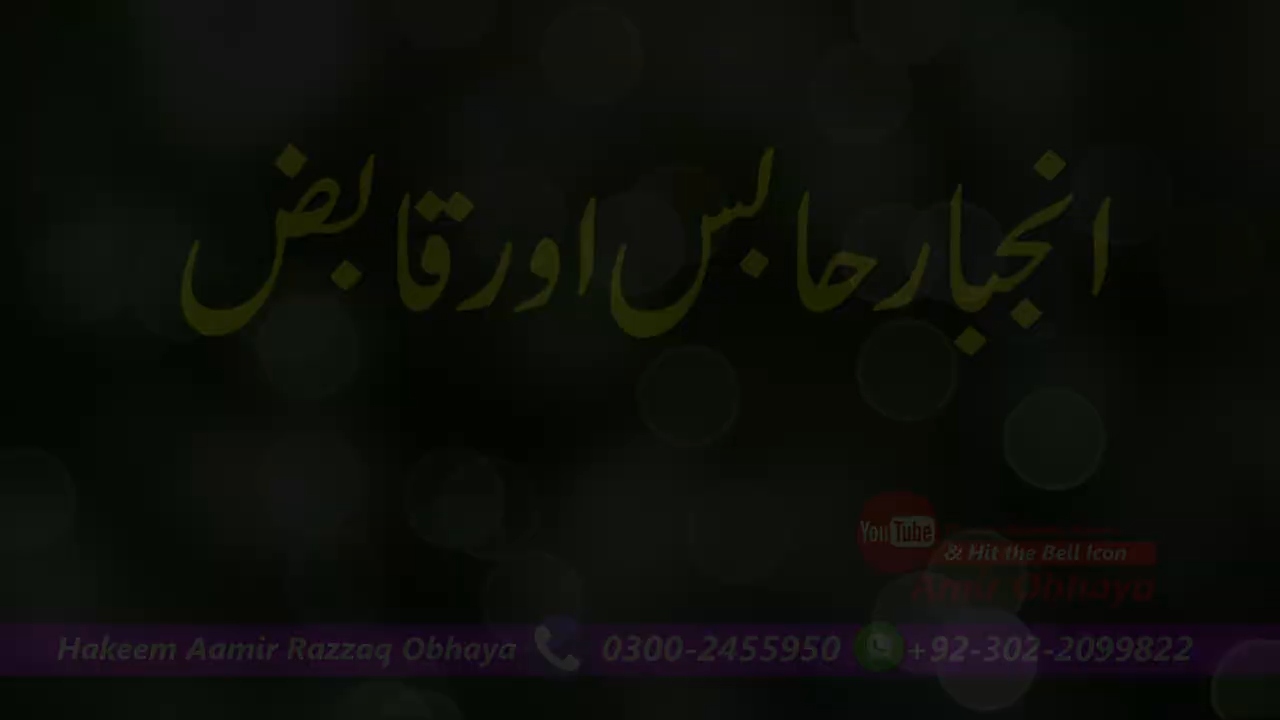 انجبار حابس اور قابض
YouTube
& Hit the Bell Icon
Amir Obhaya
Hakeem Aamir Razzaq Obhaya 0300-2455950 +92-302-2099822